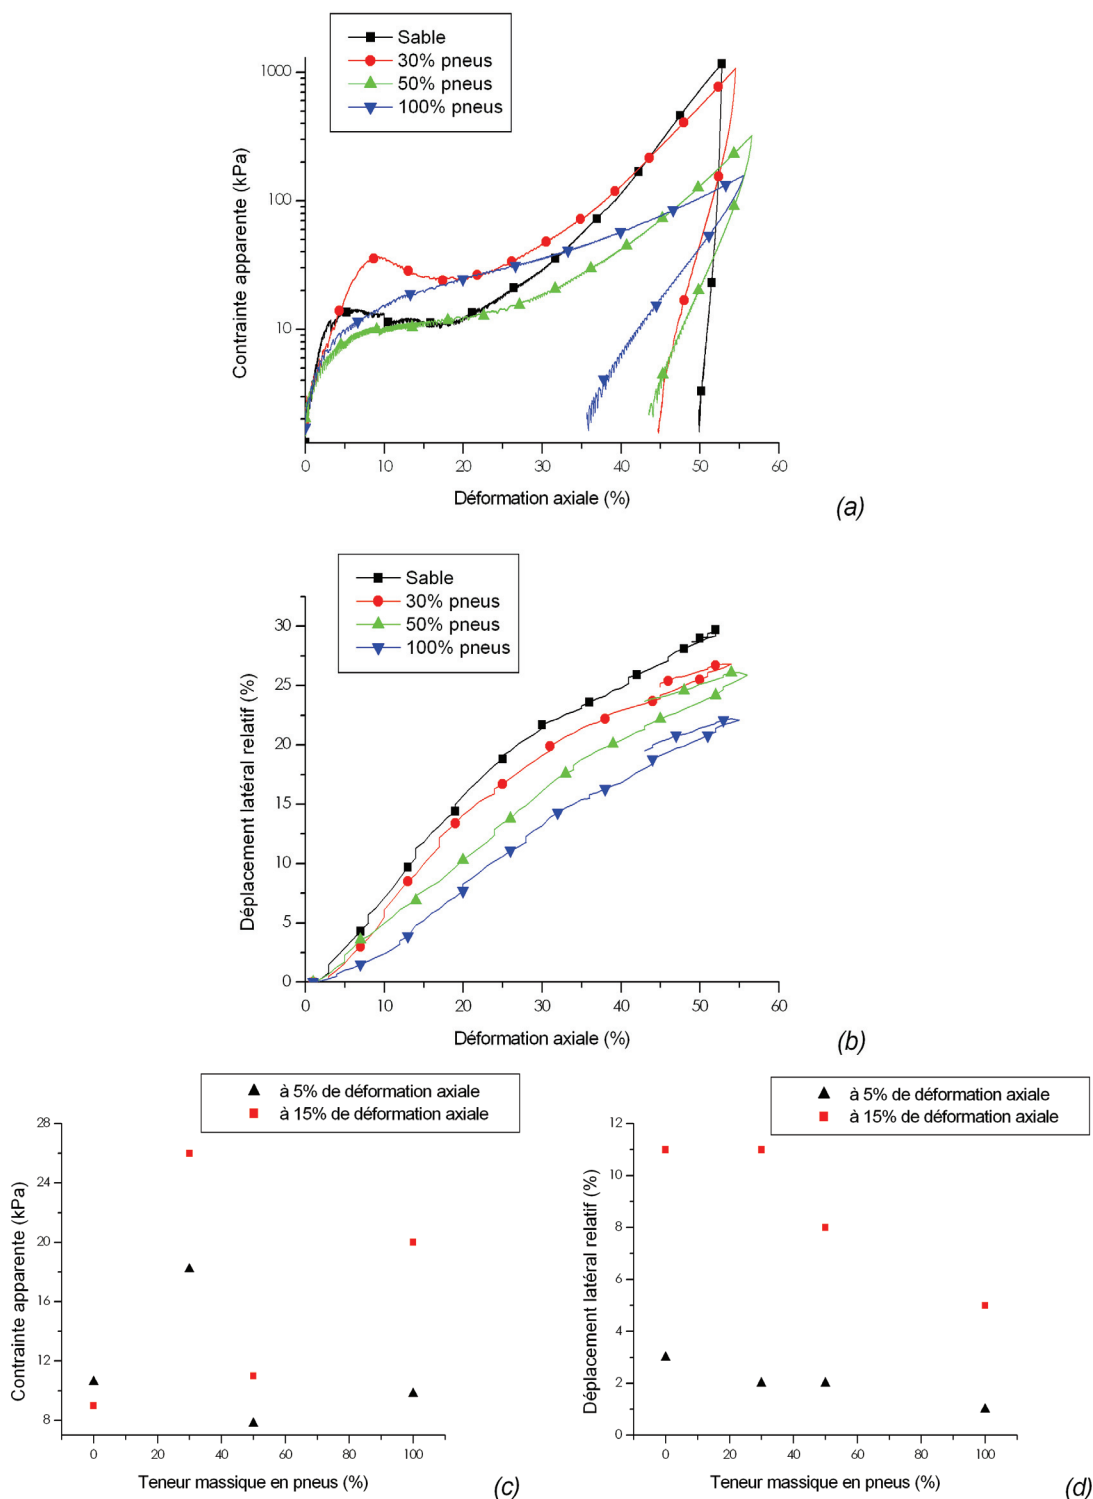 Sable
30% pneus
50% pneus
100% pneus
1000
100
10
Contrainte apparente (kPa)
0 10 20 30 40 50 60
Déformation axiale (%)
(a)
Sable
30% pneus
50% pneus
100% pneus
30
25
20
15
10
5
0
Déplacement latéral relatif (%)
0 10 20 30 40 50 60
Déformation axiale (%)
(b)
à 5% de déformation axiale
à 15% de déformation axiale
28
24
20
16
12
8
Contrainte apparente (kPa)
0 20 40 60 80 100
Teneur massique en pneus (%)
(c)
à 5% de déformation axiale
à 15% de déformation axiale
12
10
8
6
4
2
0
Déplacement latéral relatif (%)
0 20 40 60 80 100
Teneur massique en pneus (%)
(d)